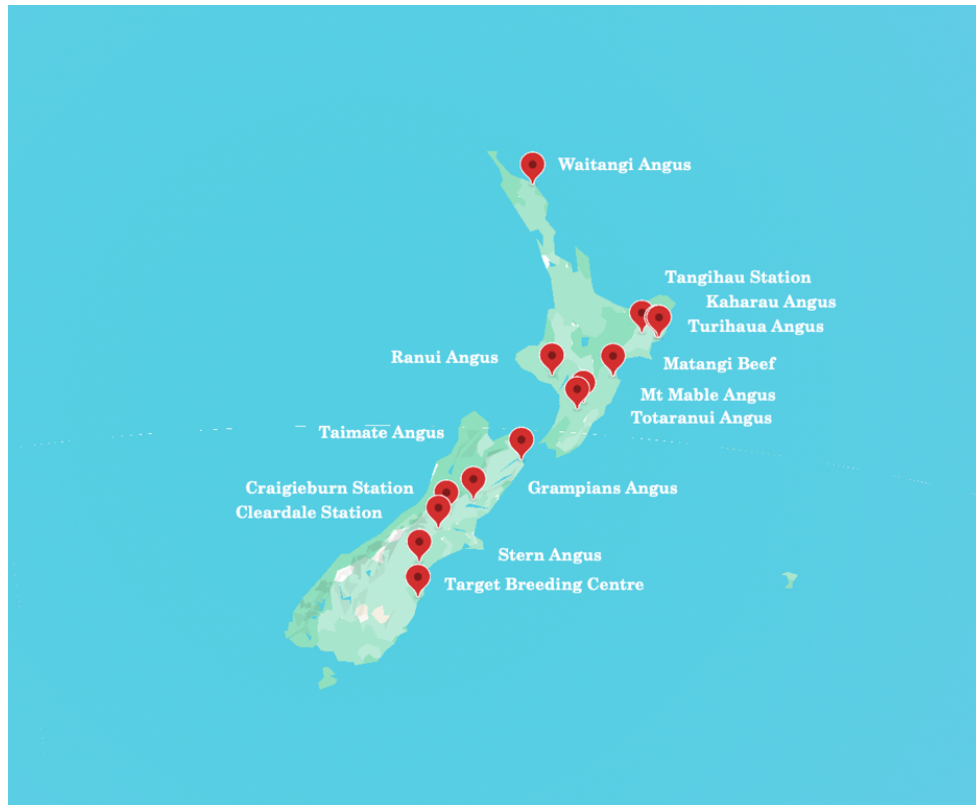 Waitangi Angus
Tangihau Station
Kaharau Angus
Turihaua Angus
Ranui Angus
Matangi Beef
Mt Mable Angus
Totaranui Angus
Taimate Angus
Craigieburn Station
Grampians Angus
Cleardale Station
Stern Angus
Target Breeding Centre